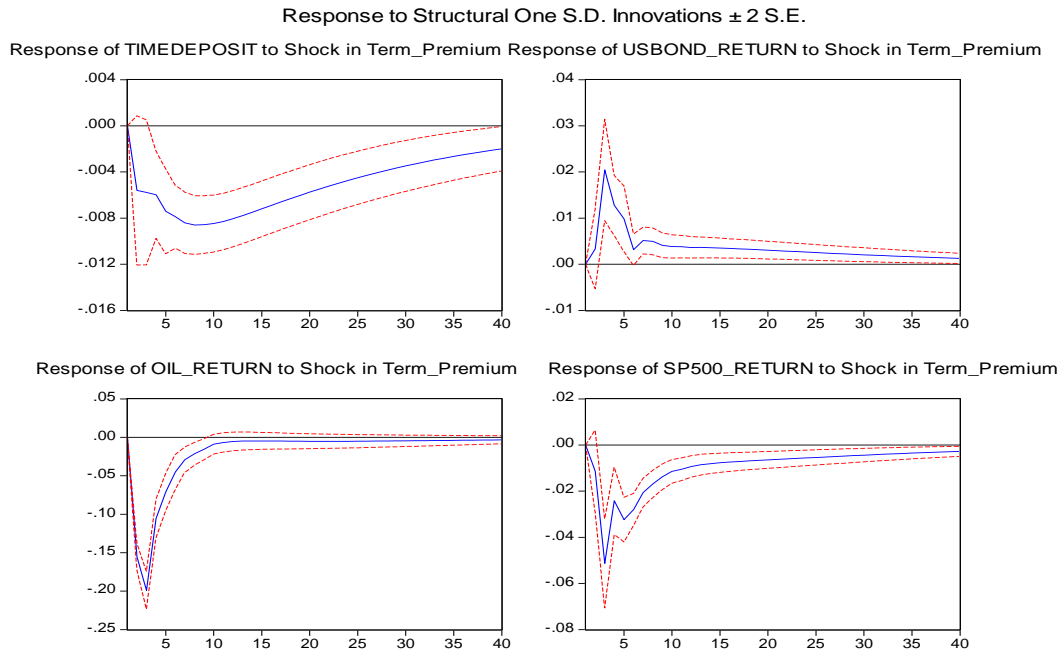 Response to Structural One S.D. Innovations ± 2 S.E.
Response of TIMEDEPOSIT to Shock in Term_Premium
.004
.000
-.004
-.008
-.012
-.016
5 10 15 20 25 30 35 40
Response of USBOND_RETURN to Shock in Term_Premium
.04
.03
.02
.01
.00
-.01
5 10 15 20 25 30 35 40
Response of OIL_RETURN to Shock in Term_Premium
.05
.00
-.05
-.10
-.15
-.20
-.25
5 10 15 20 25 30 35 40
Response of SP500_RETURN to Shock in Term_Premium
.02
.00
-.02
-.04
-.06
-.08
5 10 15 20 25 30 35 40